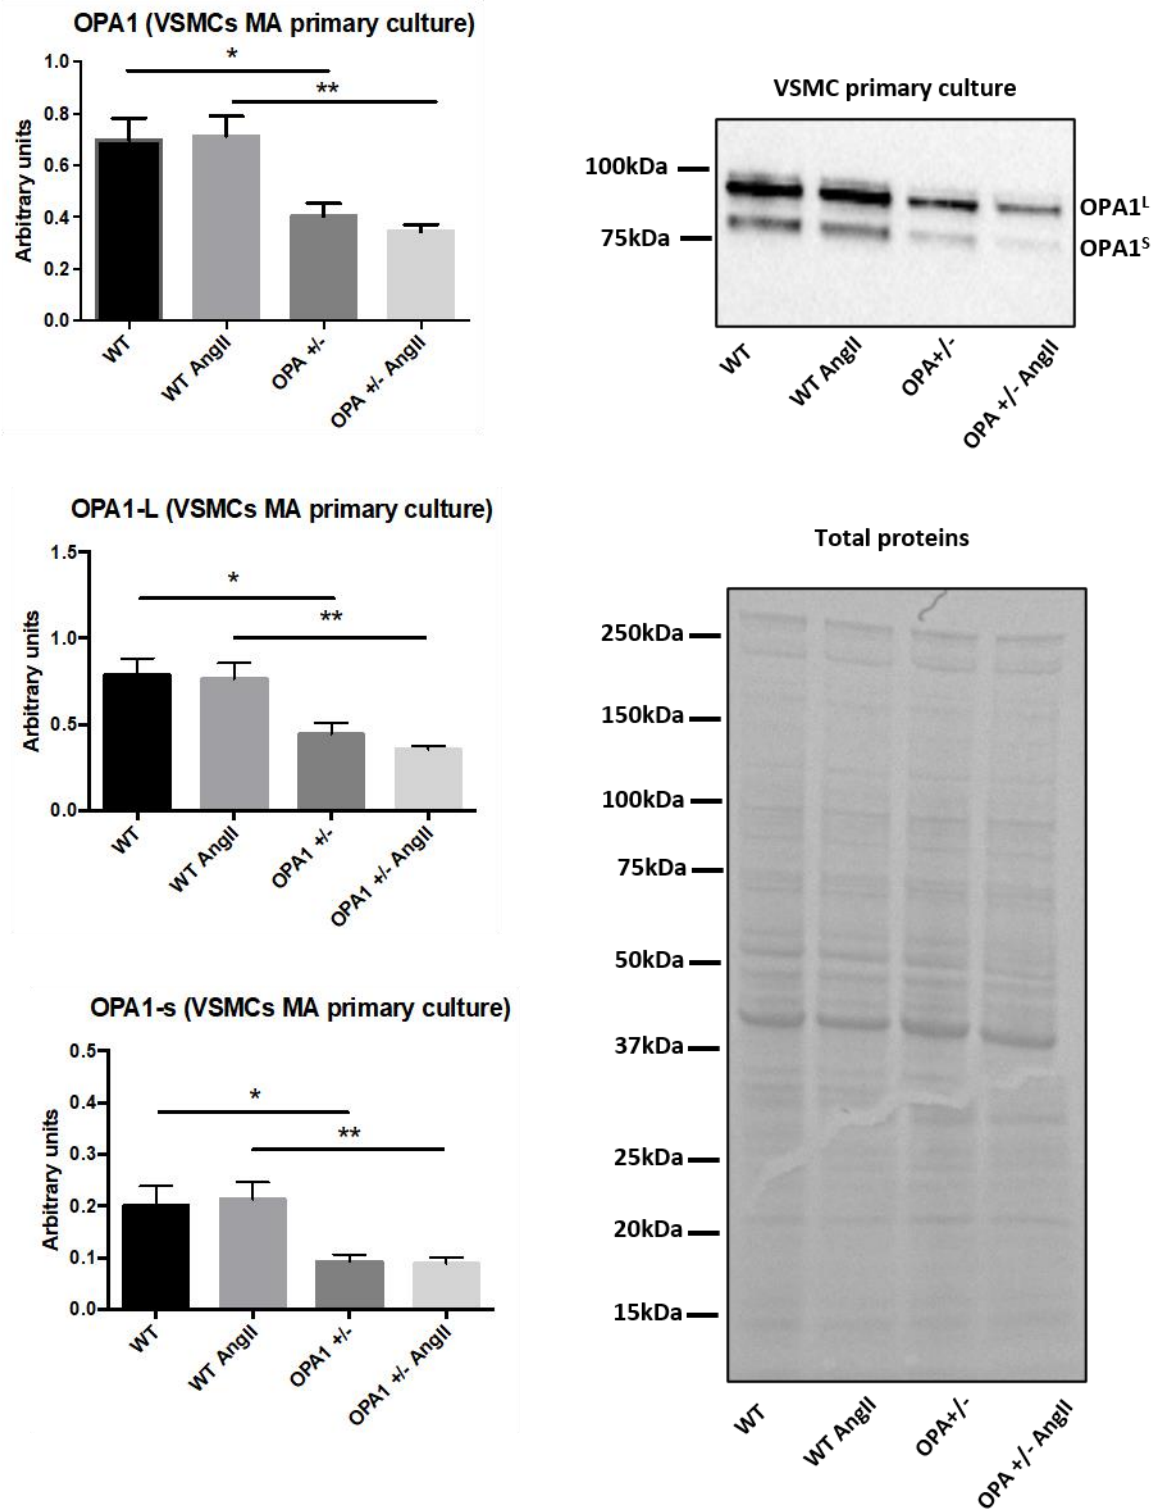 OPA1 (VSMCs MA primary culture)
*
**
1.0
0.8
0.6
0.4
0.2
0.0
Arbitrary units
WT
WT AngII
OPA +/-
OPA +/- AngII
VSMC primary culture
100kDa
75kDa
OPA1L
OPA1S
WT
WT AngII
OPA+/-
OPA +/- AngII
OPA1-L (VSMCs MA primary culture)
*
**
1.5
1.0
0.5
0.0
Arbitrary units
WT
WT AngII
OPA1 +/-
OPA1 +/- AngII
Total proteins
250kDa
150kDa
100kDa
75kDa
50kDa
37kDa
25kDa
20kDa
15kDa
WT
WT AngII
OPA+/-
OPA +/- AngII
OPA1-s (VSMCs MA primary culture)
*
**
0.5
0.4
0.3
0.2
0.1
0.0
Arbitrary units
WT
WT AngII
OPA1 +/-
OPA1 +/- AngII